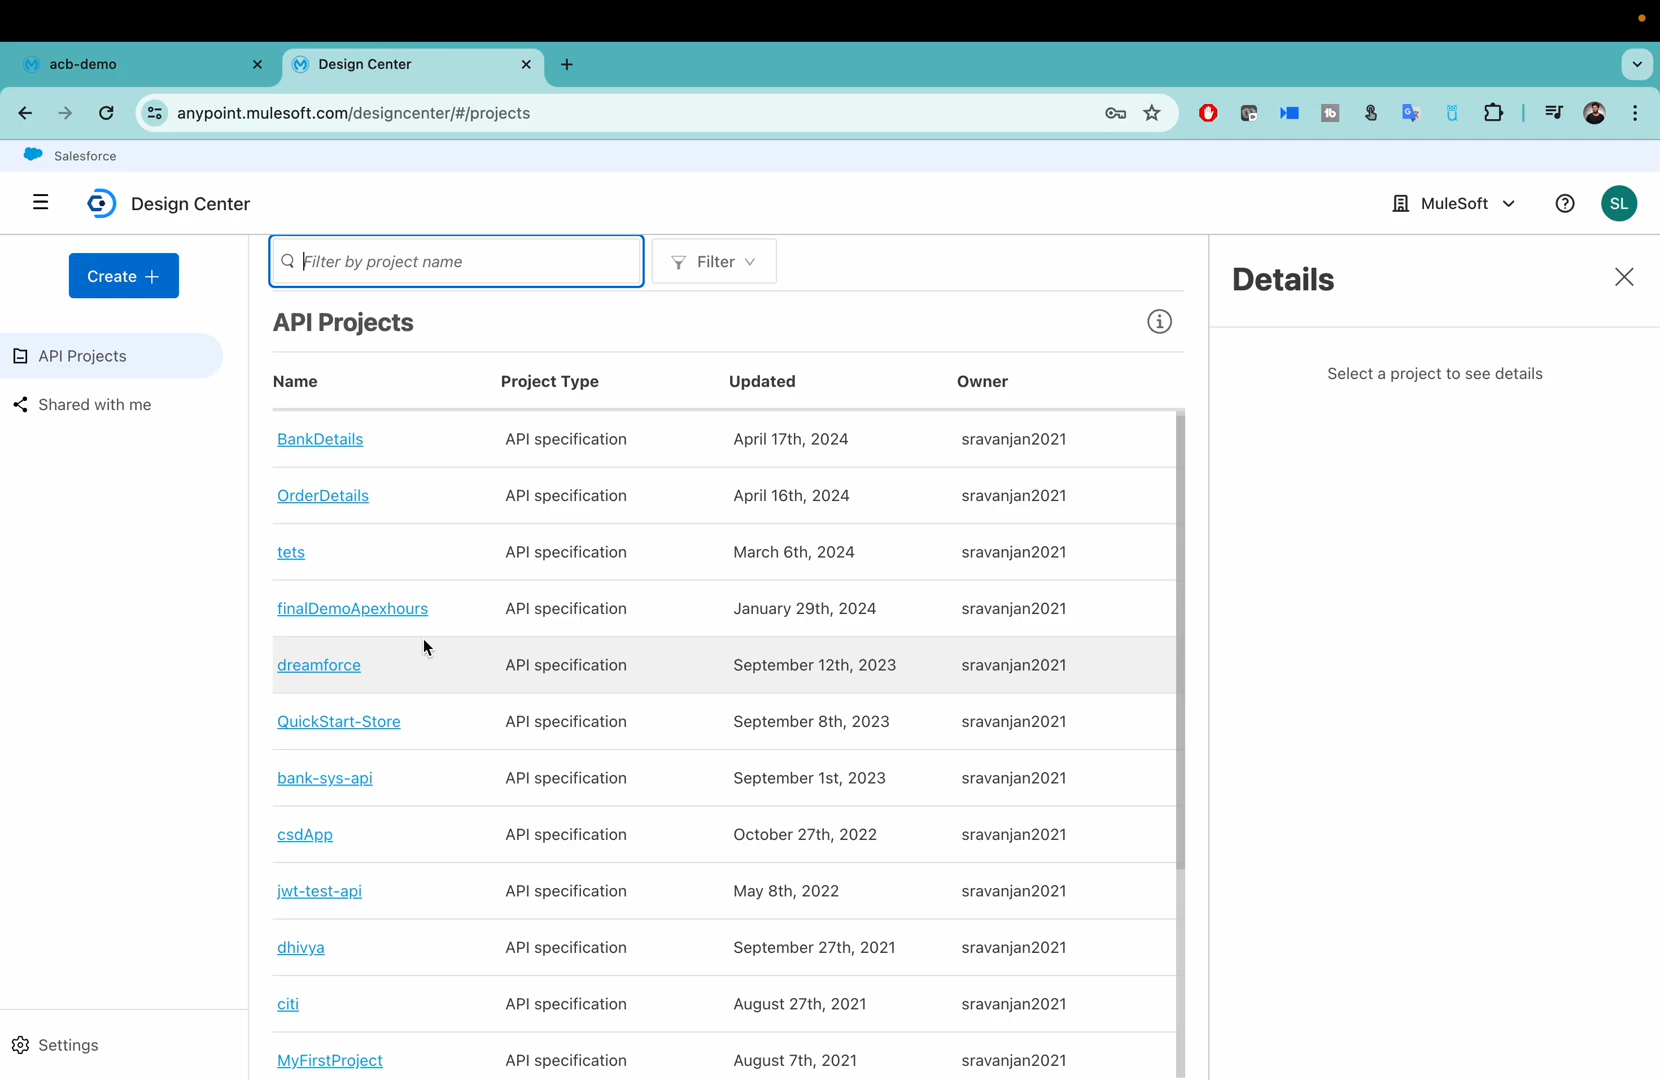 acb-demo
Design Center
anypoint.mulesoft.com/designcenter/#/projects
Salesforce
Design Center
MuleSoft
SL
Create +
Filter by project name
Filter
Details
API Projects
Shared with me
API Projects
Select a project to see details
Name Project Type Updated Owner
BankDetails API specification April 17th, 2024 sravanjan2021
OrderDetails API specification April 16th, 2024 sravanjan2021
tets API specification March 6th, 2024 sravanjan2021
finalDemoApexhours API specification January 29th, 2024 sravanjan2021
dreamforce API specification September 12th, 2023 sravanjan2021
QuickStart-Store API specification September 8th, 2023 sravanjan2021
bank-sys-api API specification September 1st, 2023 sravanjan2021
csdApp API specification October 27th, 2022 sravanjan2021
jwt-test-api API specification May 8th, 2022 sravanjan2021
dhivya API specification September 27th, 2021 sravanjan2021
citi API specification August 27th, 2021 sravanjan2021
MyFirstProject API specification August 7th, 2021 sravanjan2021
Settings